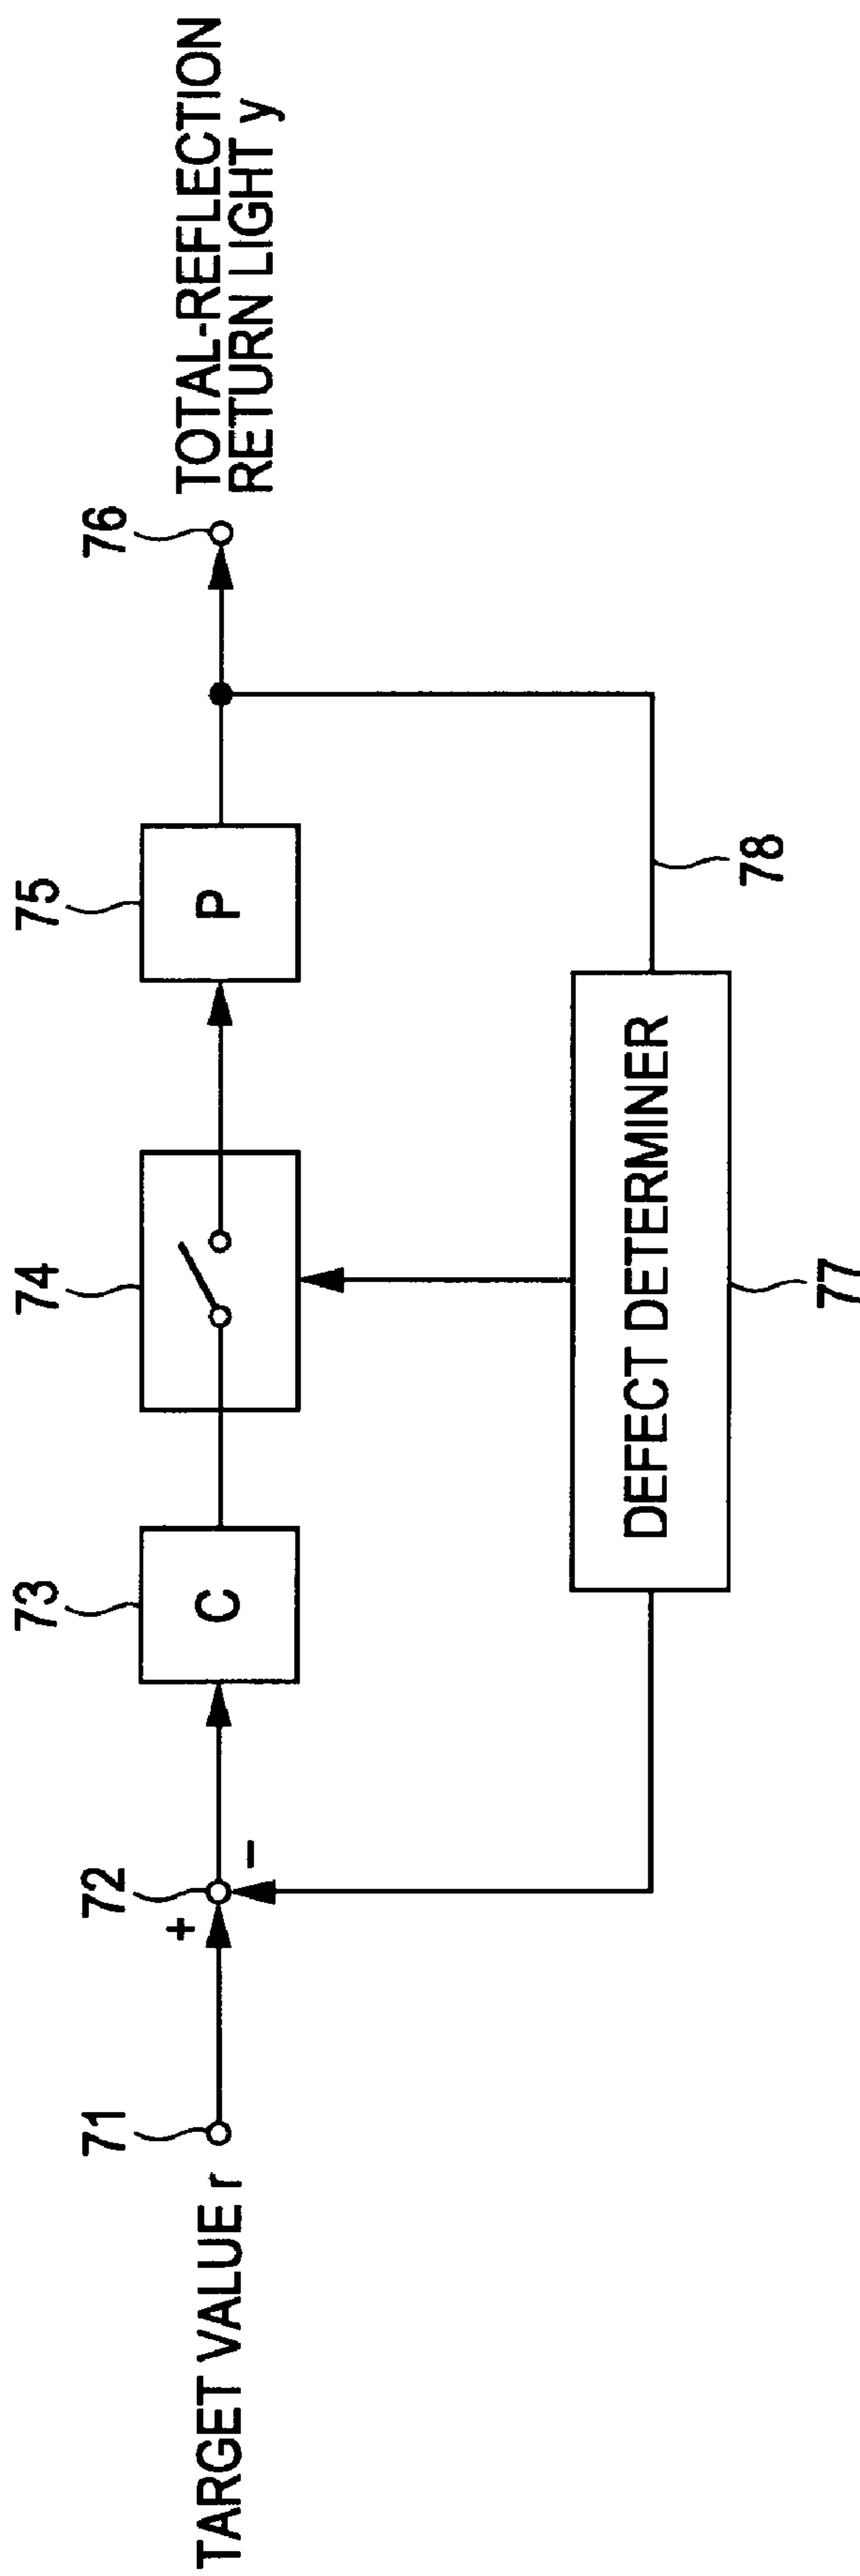 TARGET VALUE r
71
72
+
−
73
C
74
75
P
76
TOTAL-REFLECTION
RETURN LIGHT y
DEFECT DETERMINER
77
78